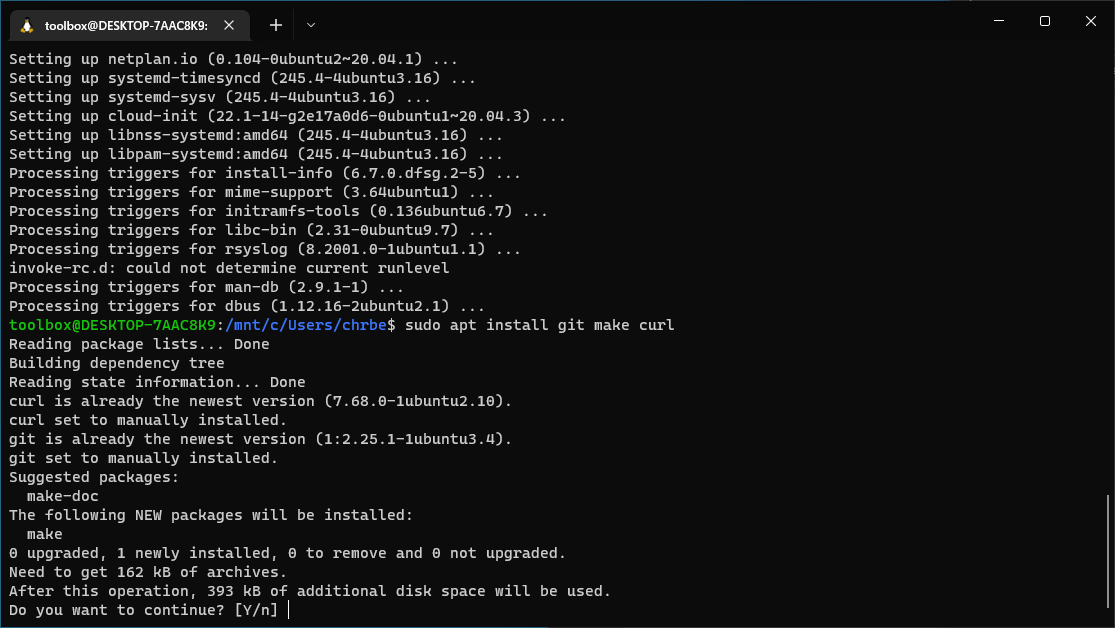 toolbox@DESKTOP-7AAC8K9:
Setting up netplan.io (0.104-0ubuntu2~20.04.1) ...
Setting up systemd-timesyncd (245.4-4ubuntu3.16) ...
Setting up systemd-sysv (245.4-4ubuntu3.16) ...
Setting up cloud-init (22.1-14-g2e17a0d6-0ubuntu1~20.04.3) ...
Setting up libnss-systemd:amd64 (245.4-4ubuntu3.16) ...
Setting up libpam-systemd:amd64 (245.4-4ubuntu3.16) ...
Processing triggers for install-info (6.7.0.dfsg.2-5) ...
Processing triggers for mime-support (3.64ubuntu1) ...
Processing triggers for initramfs-tools (0.136ubuntu6.7) ...
Processing triggers for libc-bin (2.31-0ubuntu9.7) ...
Processing triggers for rsyslog (8.2001.0-1ubuntu1.1) ...
invoke-rc.d: could not determine current runlevel
Processing triggers for man-db (2.9.1-1) ...
Processing triggers for dbus (1.12.16-2ubuntu2.1) ...
toolbox@DESKTOP-7AAC8K9:/mnt/c/Users/chrbe$ sudo apt install git make curl
Reading package lists... Done
Building dependency tree
Reading state information... Done
curl is already the newest version (7.68.0-1ubuntu2.10).
curl set to manually installed.
git is already the newest version (1:2.25.1-1ubuntu3.4).
git set to manually installed.
Suggested packages:
  make-doc
The following NEW packages will be installed:
  make
0 upgraded, 1 newly installed, 0 to remove and 0 not upgraded.
Need to get 162 kB of archives.
After this operation, 393 kB of additional disk space will be used.
Do you want to continue? [Y/n]